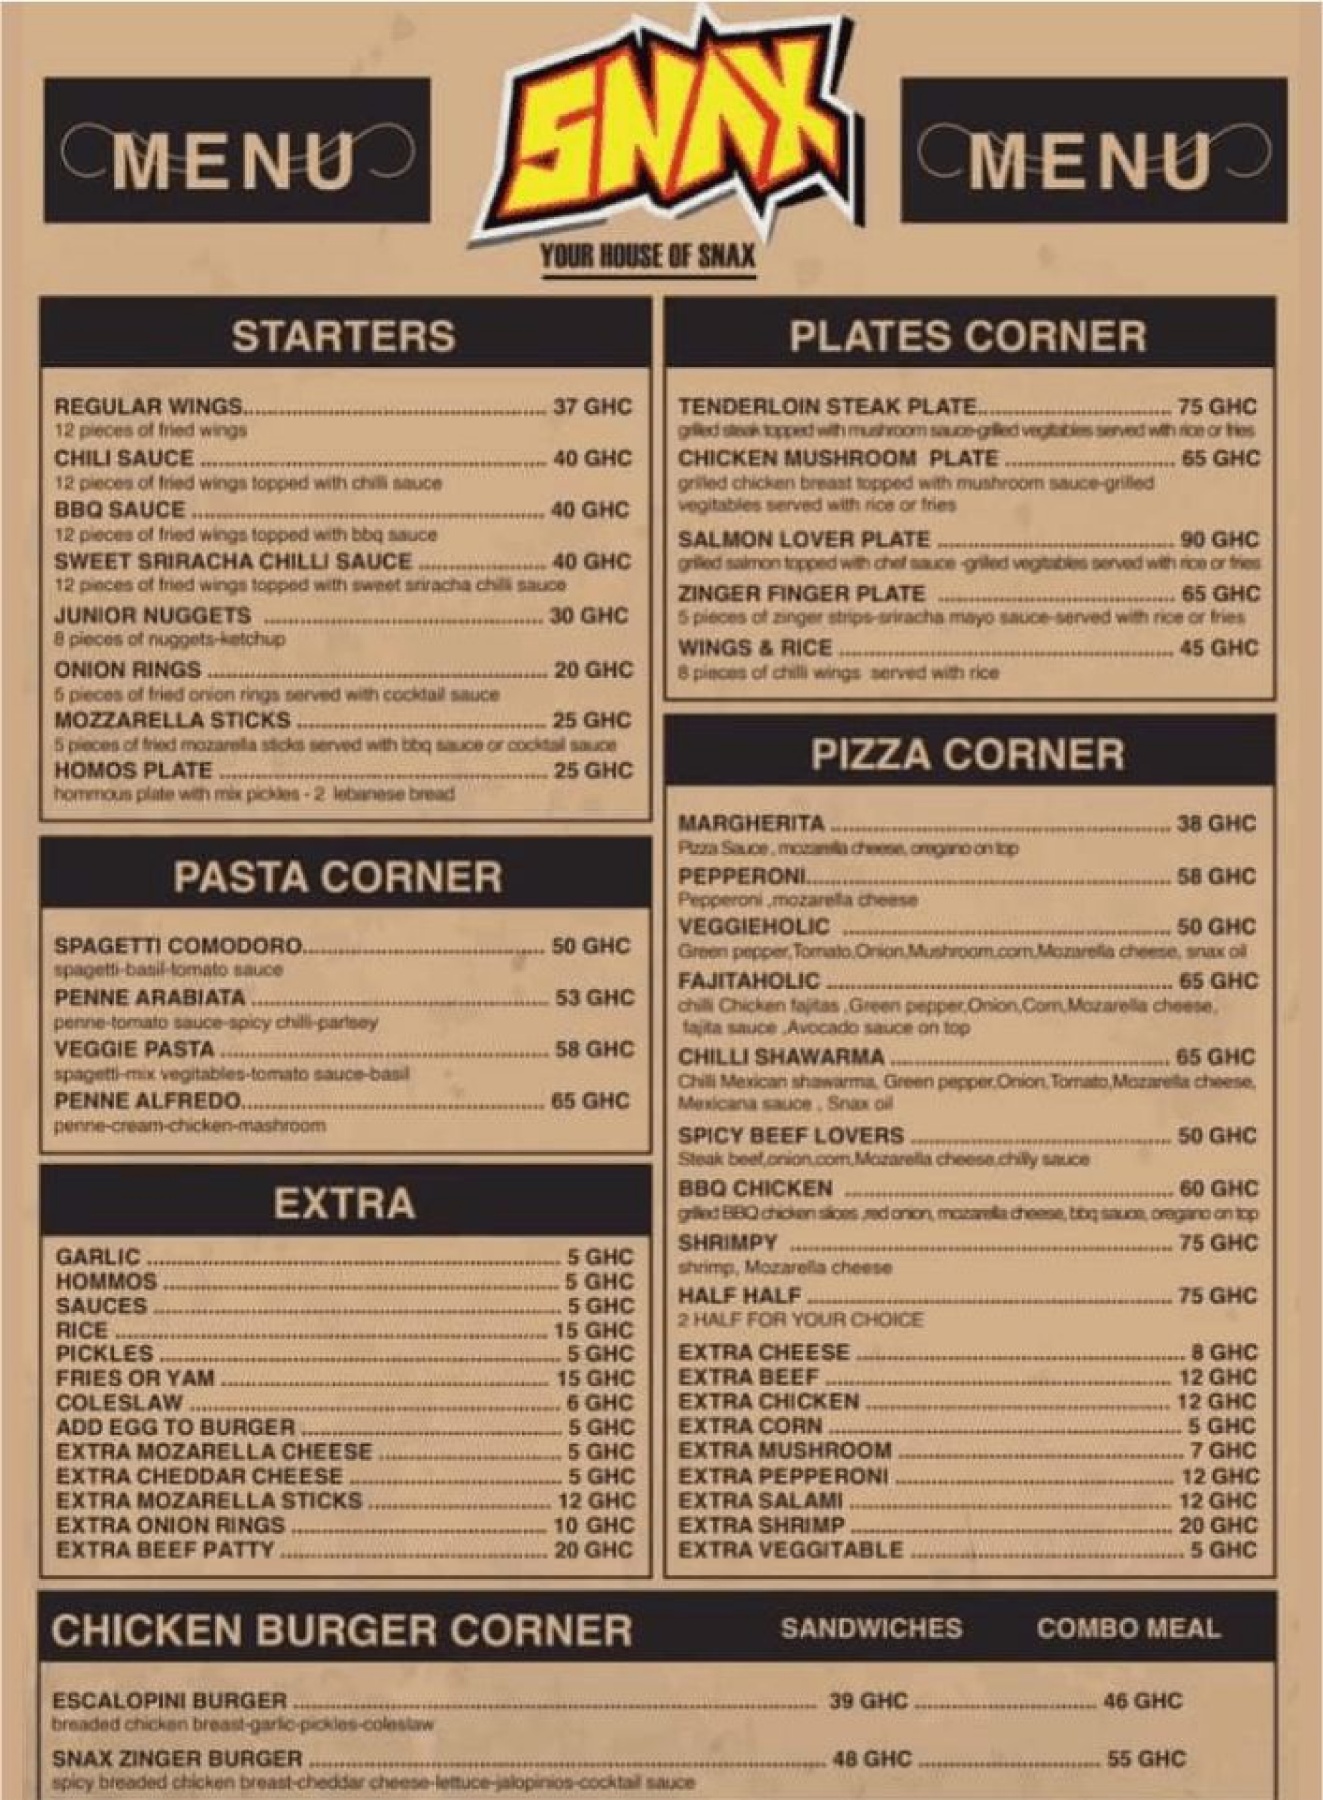 MENU
SNAX
MENU
YOUR HOUSE OF SNAX
STARTERS
REGULAR WINGS 37 GHC
12 pieces of fried wings
CHILI SAUCE 40 GHC
12 pieces of fried wings topped with chilli sauce
BBQ SAUCE 40 GHC
12 pieces of fried wings topped with bbq sauce
SWEET SRIRACHA CHILLI SAUCE 40 GHC
12 pieces of fried wings topped with sweet sriracha chilli sauce
JUNIOR NUGGETS 30 GHC
8 pieces of nuggets-ketchup
ONION RINGS 20 GHC
5 pieces of fried onion rings served with cocktail sauce
MOZZARELLA STICKS 25 GHC
5 pieces of fried mozarella sticks served with bbq sauce or cocktail sauce
HOMOS PLATE 25 GHC
hommous plate with mix pickles - 2 lebanese bread
PASTA CORNER
SPAGETTI COMODORO 50 GHC
spagetti-basil-tomato sauce
PENNE ARABIATA 53 GHC
penne-tomato sauce-spicy chilli-partsey
VEGGIE PASTA 58 GHC
spagetti-mix vegitables-tomato sauce-basil
PENNE ALFREDO 65 GHC
penne-cream-chicken-mashroom
EXTRA
GARLIC 5 GHC
HOMMOS 5 GHC
SAUCES 5 GHC
RICE 15 GHC
PICKLES 5 GHC
FRIES OR YAM 15 GHC
COLESLAW 6 GHC
ADD EGG TO BURGER 5 GHC
EXTRA MOZARELLA CHEESE 5 GHC
EXTRA CHEDDAR CHEESE 5 GHC
EXTRA MOZARELLA STICKS 12 GHC
EXTRA ONION RINGS 10 GHC
EXTRA BEEF PATTY 20 GHC
PLATES CORNER
TENDERLOIN STEAK PLATE 75 GHC
grilled steak topped with mushroom sauce-grilled vegitables served with rice or fries
CHICKEN MUSHROOM PLATE 65 GHC
grilled chicken breast topped with mushroom sauce-grilled
vegitables served with rice or fries
SALMON LOVER PLATE 90 GHC
grilled salmon topped with chef sauce -grilled vegitables served with rice or fries
ZINGER FINGER PLATE 65 GHC
5 pieces of zinger strips-sriracha mayo sauce-served with rice or fries
WINGS & RICE 45 GHC
8 pieces of chilli wings served with rice
PIZZA CORNER
MARGHERITA 38 GHC
Pizza Sauce , mozarella cheese, oregano on top
PEPPERONI 58 GHC
Pepperoni ,mozarella cheese
VEGGIEHOLIC 50 GHC
Green pepper,Tomato,Onion,Mushroom,corn,Mozarella cheese, snax oil
FAJITAHOLIC 65 GHC
chilli Chicken fajitas ,Green pepper,Onion,Corn,Mozarella cheese,
fajita sauce ,Avocado sauce on top
CHILLI SHAWARMA 65 GHC
Chilli Mexican shawarma, Green pepper,Onion,Tomato,Mozarella cheese,
Mexicana sauce , Snax oil
SPICY BEEF LOVERS 50 GHC
Steak beef,onion,corn,Mozarella cheese,chilly sauce
BBQ CHICKEN 60 GHC
grilled BBQ chicken slices ,red onion, mozarella cheese, bbq sauce, oregano on top
SHRIMPY 75 GHC
shrimp, Mozarella cheese
HALF HALF 75 GHC
2 HALF FOR YOUR CHOICE
EXTRA CHEESE 8 GHC
EXTRA BEEF 12 GHC
EXTRA CHICKEN 12 GHC
EXTRA CORN 5 GHC
EXTRA MUSHROOM 7 GHC
EXTRA PEPPERONI 12 GHC
EXTRA SALAMI 12 GHC
EXTRA SHRIMP 20 GHC
EXTRA VEGGITABLE 5 GHC
CHICKEN BURGER CORNER SANDWICHES COMBO MEAL
ESCALOPINI BURGER 39 GHC 46 GHC
breaded chicken breast-garlic-pickles-coleslaw
SNAX ZINGER BURGER 48 GHC 55 GHC
spicy breaded chicken breast-cheddar cheese-lettuce-jalopinios-cocktail sauce